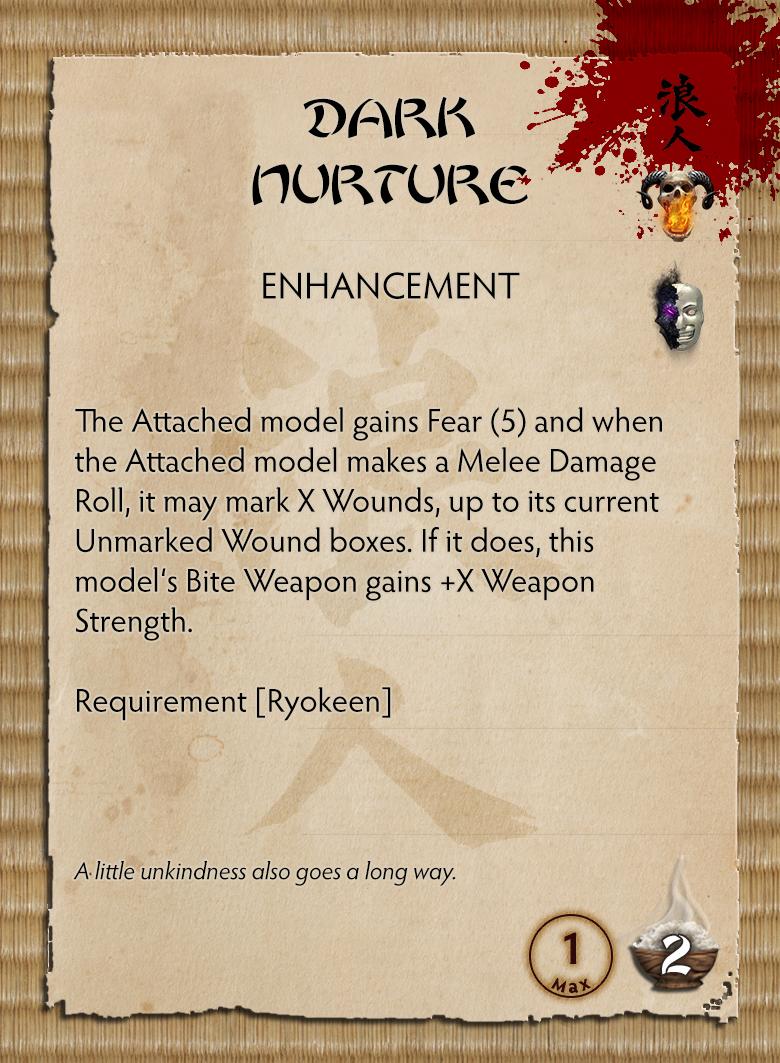 浪
人
DARK
NURTURE
ENHANCEMENT
The Attached model gains Fear (5) and when
the Attached model makes a Melee Damage
Roll, it may mark X Wounds, up to its current
Unmarked Wound boxes. If it does, this
model's Bite Weapon gains +X Weapon
Strength.
Requirement [Ryokeen]
A little unkindness also goes a long way.
1
Max
2